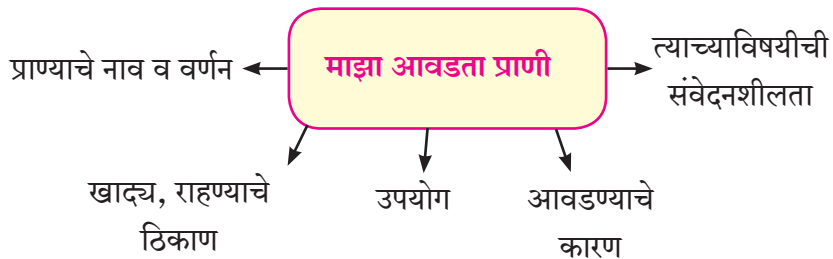 माझा आवडता प्राणी
प्राण्याचे नाव व वर्णन
त्याच्याविषयीची
संवेदनशीलता
खाद्य, राहण्याचे
ठिकाण
उपयोग
आवडण्याचे
कारण